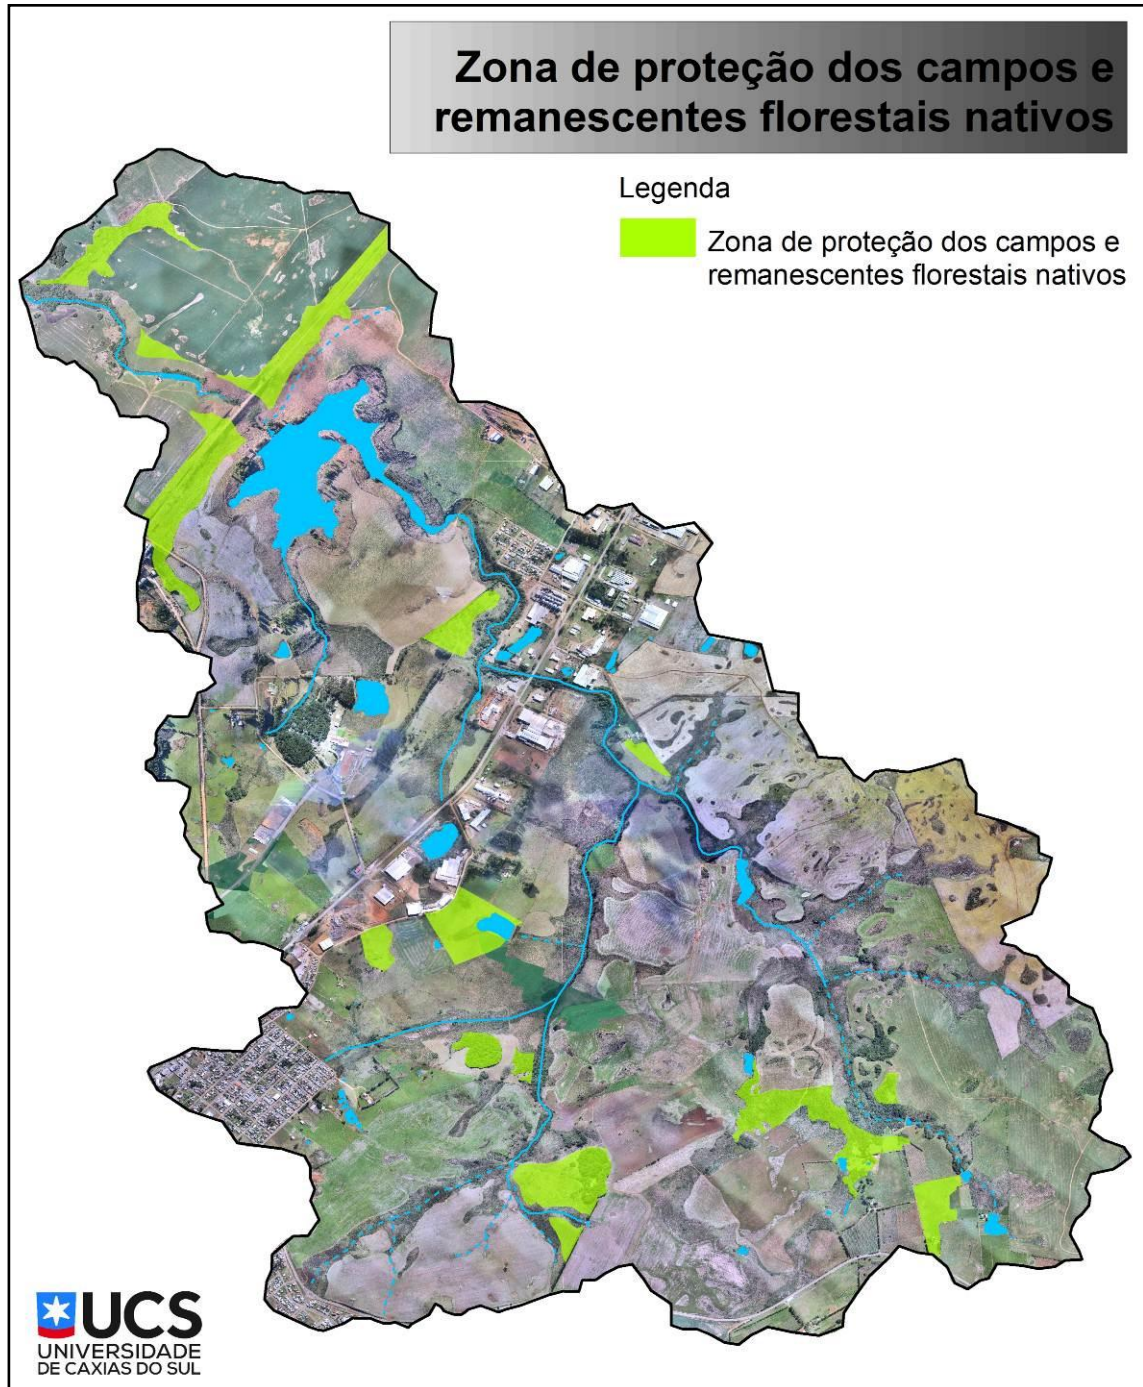 Zona de proteção dos campos e
remanescentes florestais nativos
Legenda
Zona de proteção dos campos e
remanescentes florestais nativos
UCS
UNIVERSIDADE
DE CAXIAS DO SUL